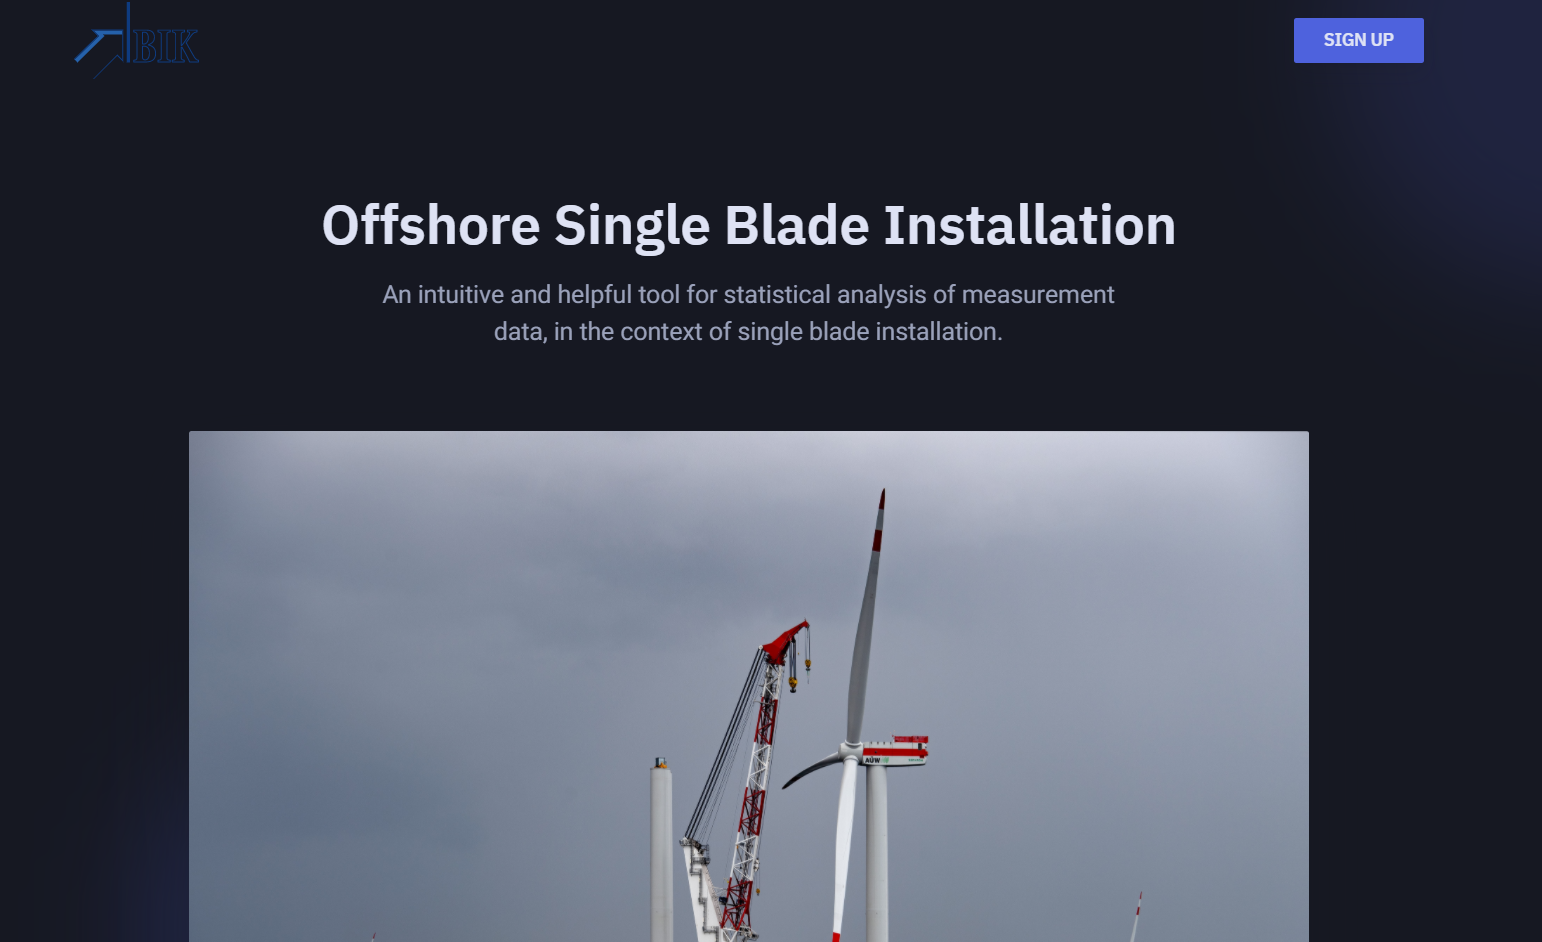 BIK
SIGN UP
Offshore Single Blade Installation
An intuitive and helpful tool for statistical analysis of measurement
data, in the context of single blade installation.
AÜW